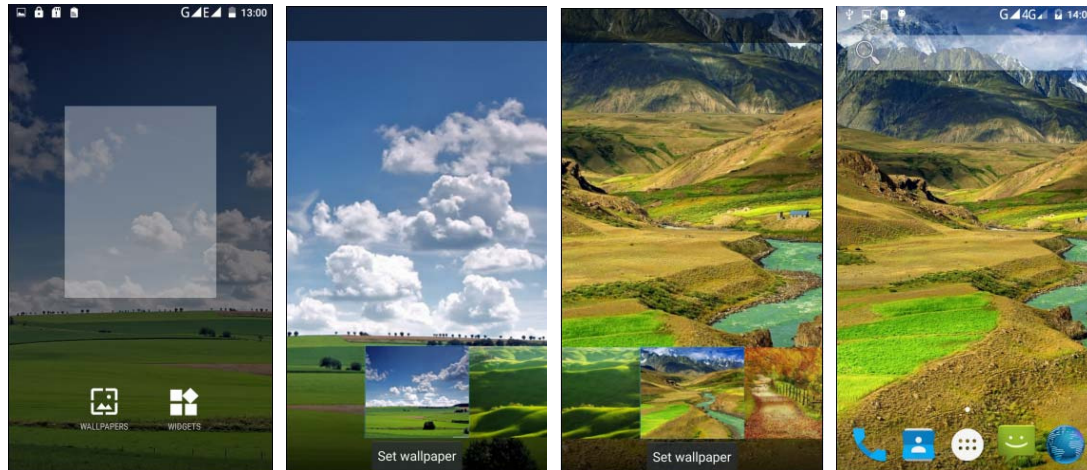 G E 13:00
WALLPAPERS
WIDGETS
Set wallpaper
Set wallpaper
G 4G 14:0